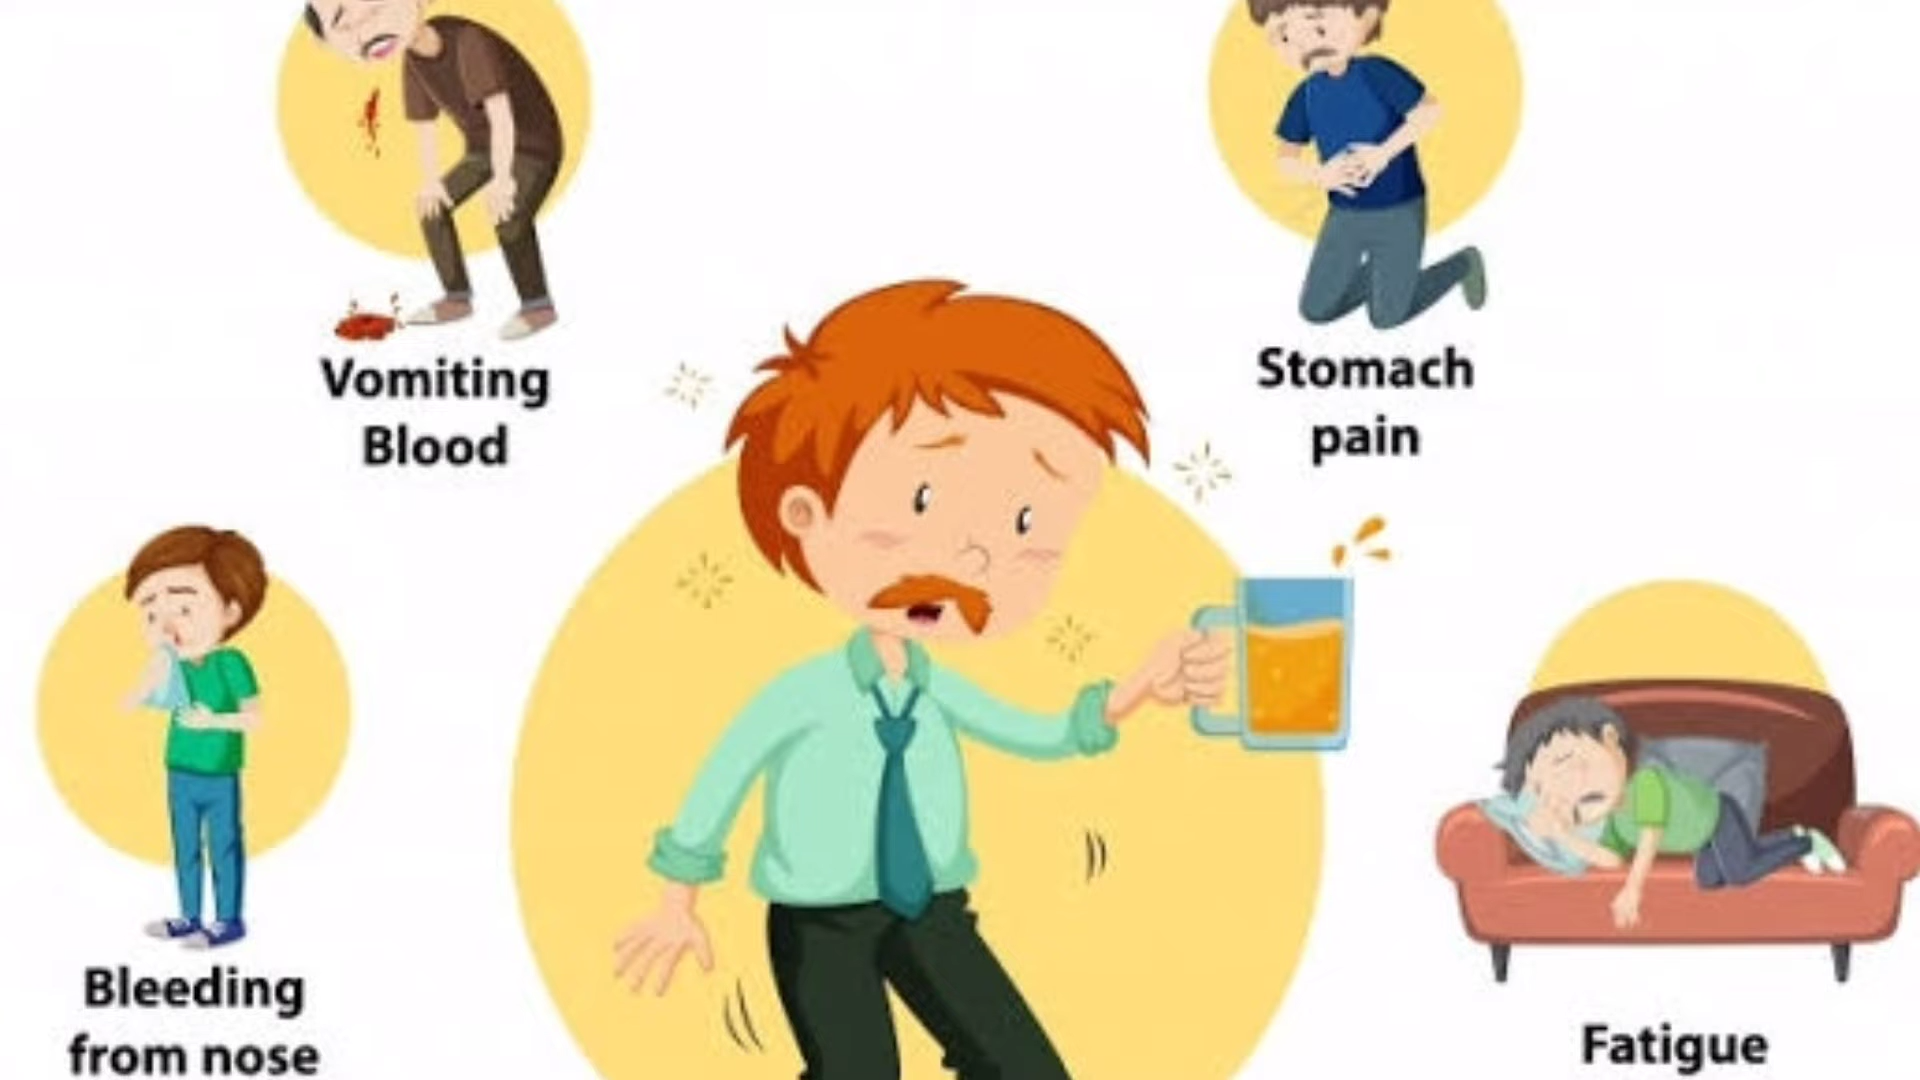 Vomiting
Blood
Stomach
pain
Bleeding
from nose
Fatigue